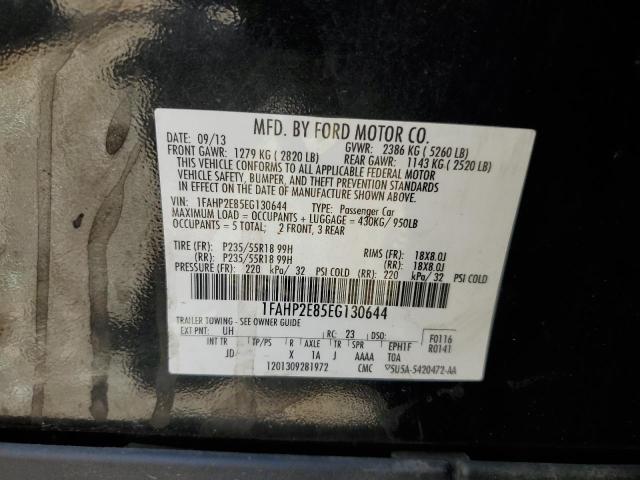 MFD. BY FORD MOTOR CO.
DATE: 09/13 GVWR: 2386 KG ( 5260 LB)
FRONT GAWR: 1279 KG ( 2820 LB) REAR GAWR: 1143 KG ( 2520 LB)
THIS VEHICLE CONFORMS TO ALL APPLICABLE FEDERAL MOTOR
VEHICLE SAFETY, BUMPER, AND THEFT PREVENTION STANDARDS
IN EFFECT ON THE DATE OF MANUFACTURE SHOWN ABOVE.
VIN: 1FAHP2E85EG130644 TYPE: Passenger Car
MAXIMUM LOAD = OCCUPANTS + LUGGAGE = 430KG/ 950LB
OCCUPANTS = 5 TOTAL; 2 FRONT, 3 REAR
TIRE (FR): P235/55R18 99H RIMS (FR): 18X8.0J
(RR): P235/55R18 99H (RR): 18X8.0J
PRESSURE (FR): 220 kPa/ 32 PSI COLD (RR): 220 kPa/ 32 PSI COLD
1FAHP2E85EG130644
TRAILER TOWING - SEE OWNER GUIDE
EXT PNT: UH RC: 23 DSO: F0116
INT TR TP/PS R AXLE TR SPR EPH1F R0141
JD X 1A J AAAA TOA
1201309281972 CMC 5U5A-5420472-AA